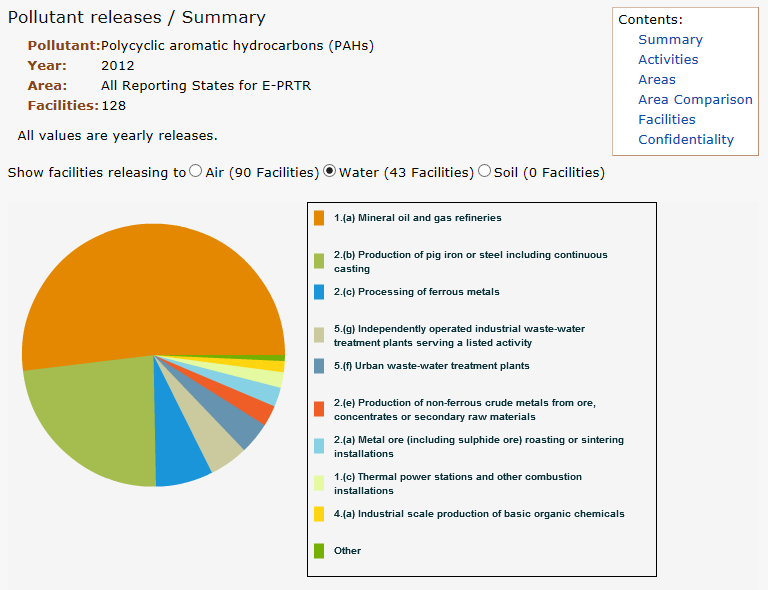 Pollutant releases / Summary
Pollutant: Polycyclic aromatic hydrocarbons (PAHs)
Year: 2012
Area: All Reporting States for E-PRTR
Facilities: 128
All values are yearly releases.
Contents:
Summary
Activities
Areas
Area Comparison
Facilities
Confidentiality
Show facilities releasing to Air (90 Facilities) Water (43 Facilities) Soil (0 Facilities)
1.(a) Mineral oil and gas refineries
2.(b) Production of pig iron or steel including continuous
casting
2.(c) Processing of ferrous metals
5.(g) Independently operated industrial waste-water
treatment plants serving a listed activity
5.(f) Urban waste-water treatment plants
2.(e) Production of non-ferrous crude metals from ore,
concentrates or secondary raw materials
2.(a) Metal ore (including sulphide ore) roasting or sintering
installations
1.(c) Thermal power stations and other combustion
installations
4.(a) Industrial scale production of basic organic chemicals
Other